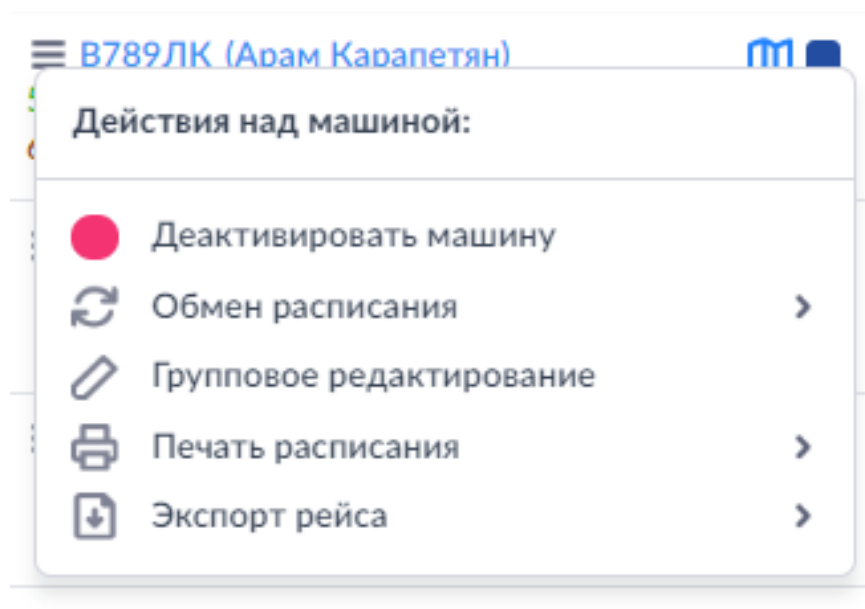 В789ЛК (Арам Карапетян)
Действия над машиной:
Деактивировать машину
Обмен расписания
Групповое редактирование
Печать расписания
Экспорт рейса